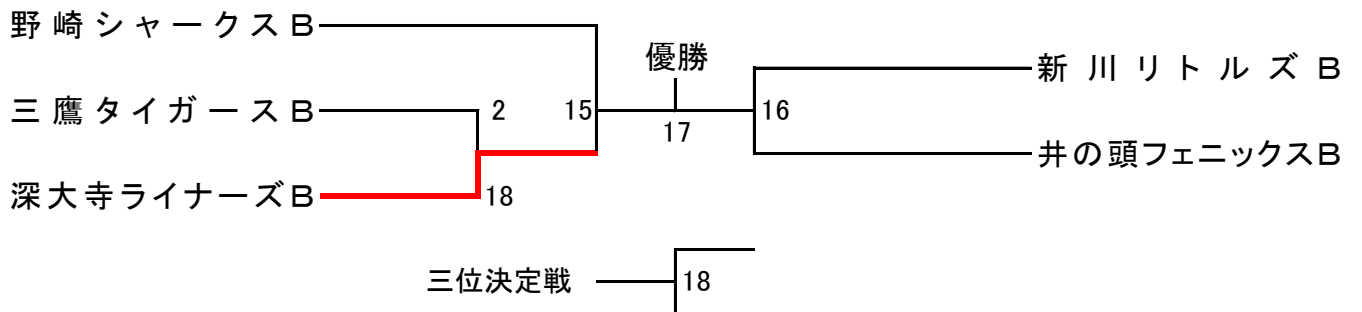 野崎シャークスB
優勝
新川リトルズB
三鷹タイガースB
2
15
17
16
井の頭フェニックスB
深大寺ライナーズB
18
三位決定戦
18